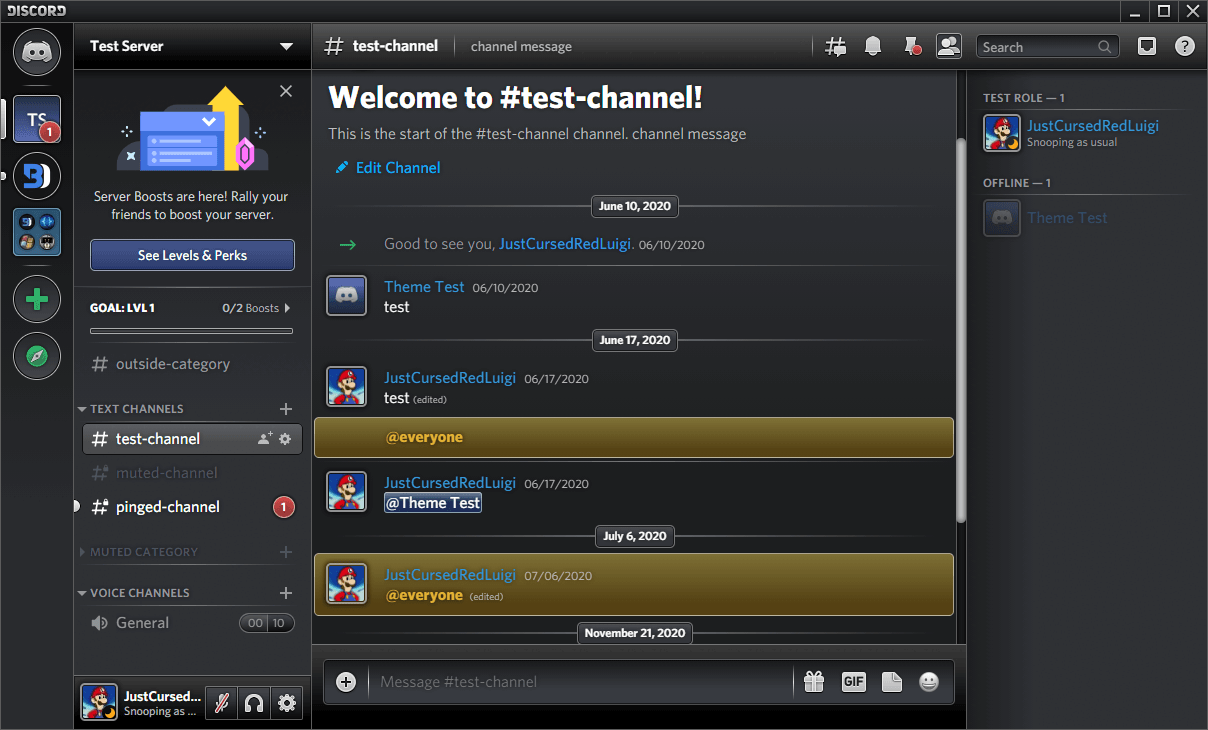 DISCORD
TS
1
Test Server
Server Boosts are here! Rally your
friends to boost your server.
See Levels & Perks
GOAL: LVL 1 0/2 Boosts
# outside-category
TEXT CHANNELS
# test-channel
# muted-channel
# pinged-channel 1
MUTED CATEGORY
VOICE CHANNELS
General 00 10
JustCursed...
Snooping as ...
# test-channel channel message
Search
Welcome to #test-channel!
This is the start of the #test-channel channel. channel message
Edit Channel
June 10, 2020
Good to see you, JustCursedRedLuigi. 06/10/2020
Theme Test 06/10/2020
test
June 17, 2020
JustCursedRedLuigi 06/17/2020
test (edited)
@everyone
JustCursedRedLuigi 06/17/2020
@Theme Test
July 6, 2020
JustCursedRedLuigi 07/06/2020
@everyone (edited)
November 21, 2020
Message #test-channel
GIF
TEST ROLE — 1
JustCursedRedLuigi
Snooping as usual
OFFLINE — 1
Theme Test